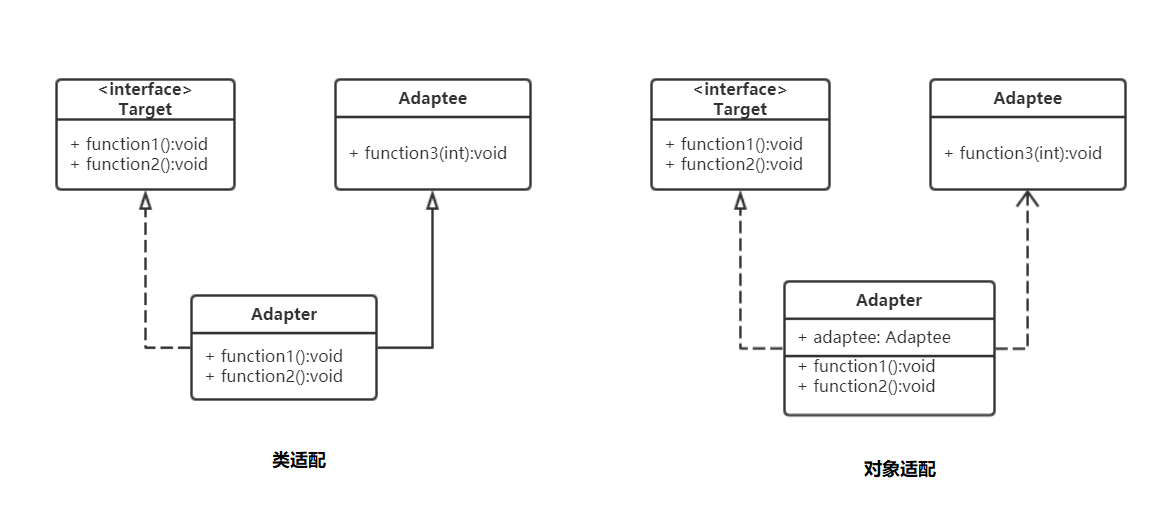 <interface>
Target
+ function1():void
+ function2():void
Adaptee
+ function3(int):void
Adapter
+ function1():void
+ function2():void
类适配
<interface>
Target
+ function1():void
+ function2():void
Adaptee
+ function3(int):void
Adapter
+ adaptee: Adaptee
+ function1():void
+ function2():void
对象适配